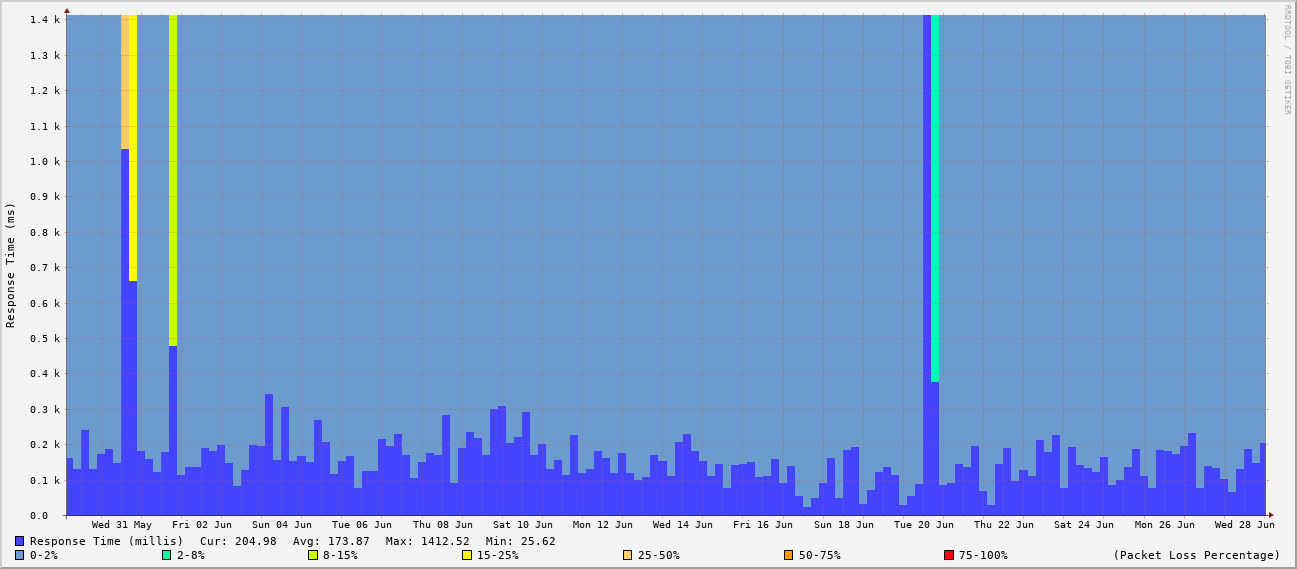 1.4 k
1.3 k
1.2 k
1.1 k
1.0 k
0.9 k
0.8 k
0.7 k
0.6 k
0.5 k
0.4 k
0.3 k
0.2 k
0.1 k
0.0
Response Time (ms)
RRDTOOL / TOBI OETIKER
Wed 31 May Fri 02 Jun Sun 04 Jun Tue 06 Jun Thu 08 Jun Sat 10 Jun Mon 12 Jun Wed 14 Jun Fri 16 Jun Sun 18 Jun Tue 20 Jun Thu 22 Jun Sat 24 Jun Mon 26 Jun Wed 28 Jun
Response Time (millis) Cur: 204.98 Avg: 173.87 Max: 1412.52 Min: 25.62
0-2% 2-8% 8-15% 15-25% 25-50% 50-75% 75-100% (Packet Loss Percentage)